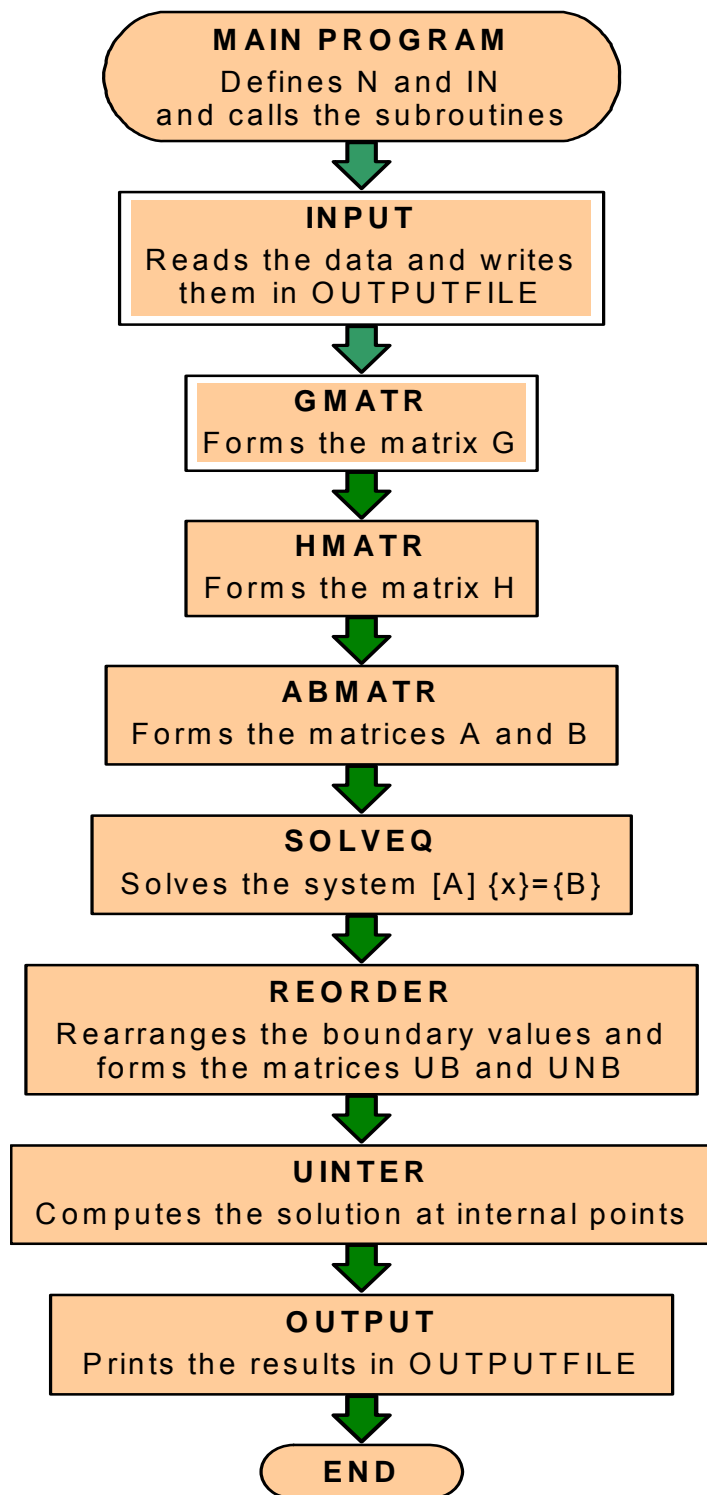 MAIN PROGRAM
Defines N and IN
and calls the subroutines
INPUT
Reads the data and writes
them in OUTPUTFILE
GMATR
Forms the matrix G
HMATR
Forms the matrix H
ABMATR
Forms the matrices A and B
SOLVEQ
Solves the system [A] {x}={B}
REORDER
Rearranges the boundary values and
forms the matrices UB and UNB
UINTER
Computes the solution at internal points
OUTPUT
Prints the results in OUTPUTFILE
END